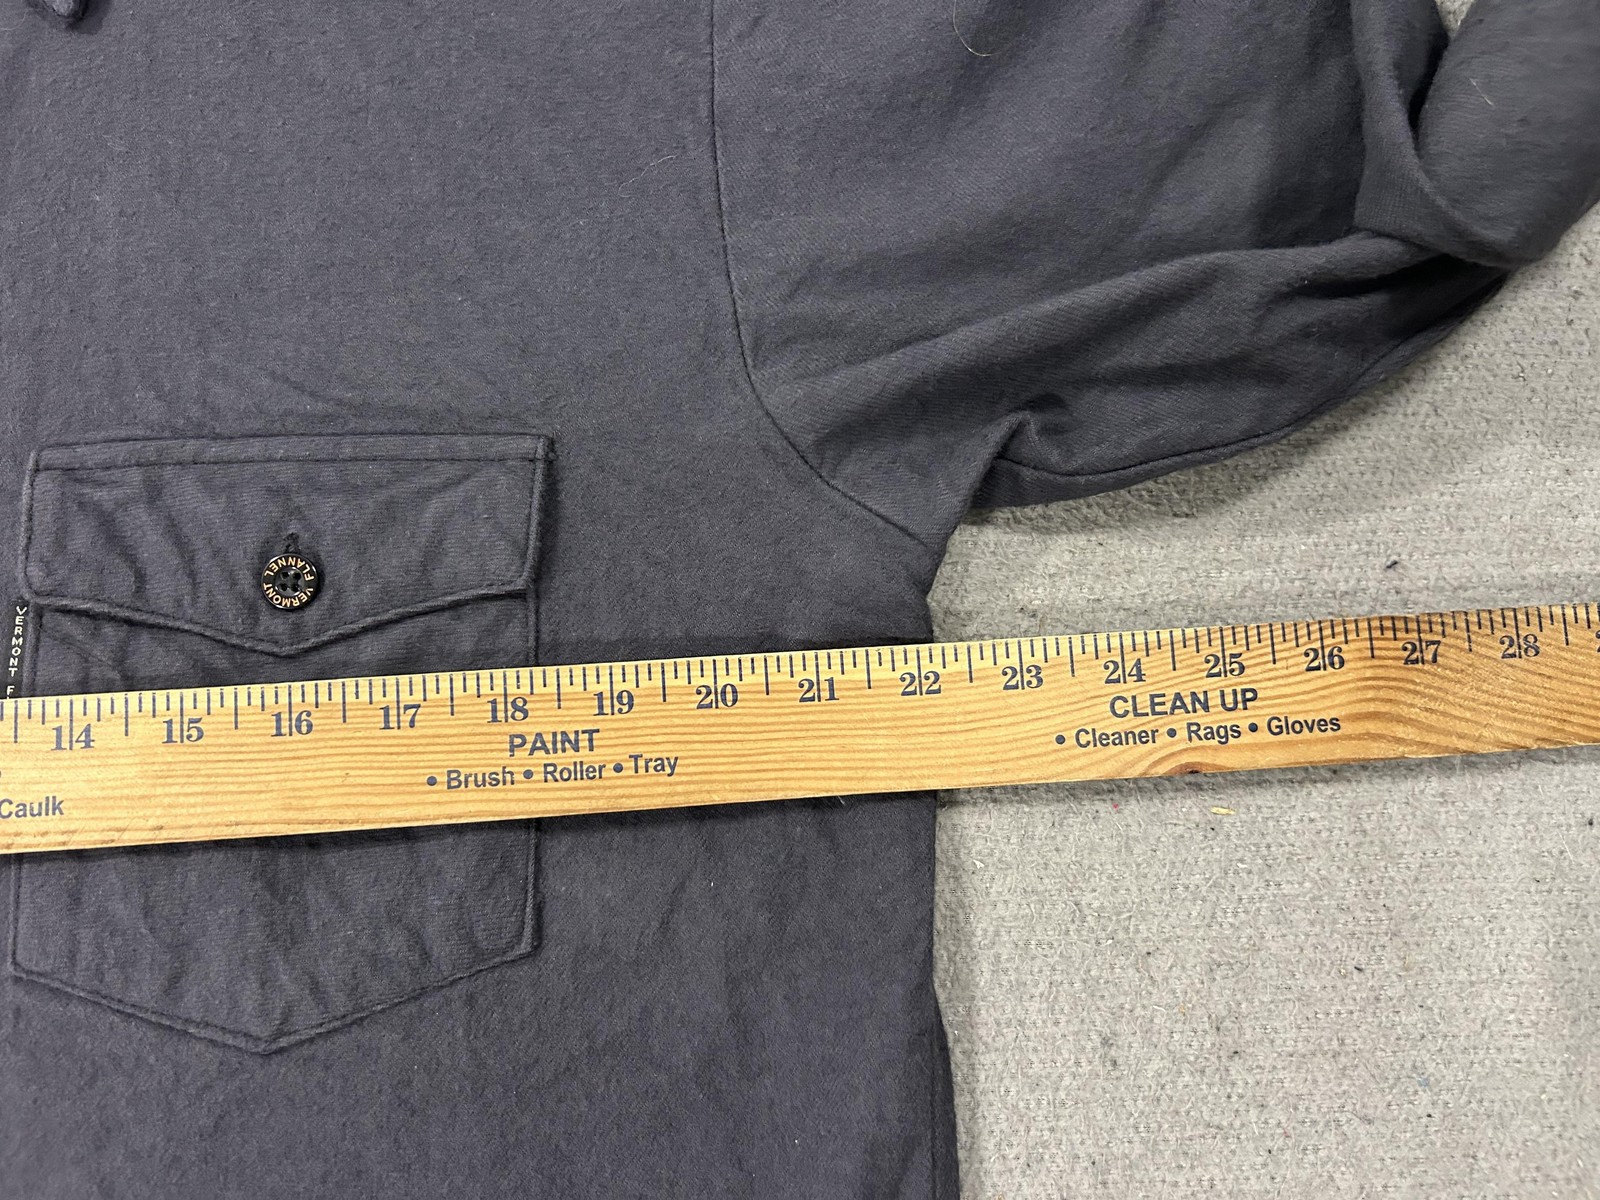 VERMONT FLANNEL
VERMONT F
14 15 16 17 18 19 20 21 22 23 24 25 26 27 28
PAINT
• Brush • Roller • Tray
CLEAN UP
• Cleaner • Rags • Gloves
Caulk